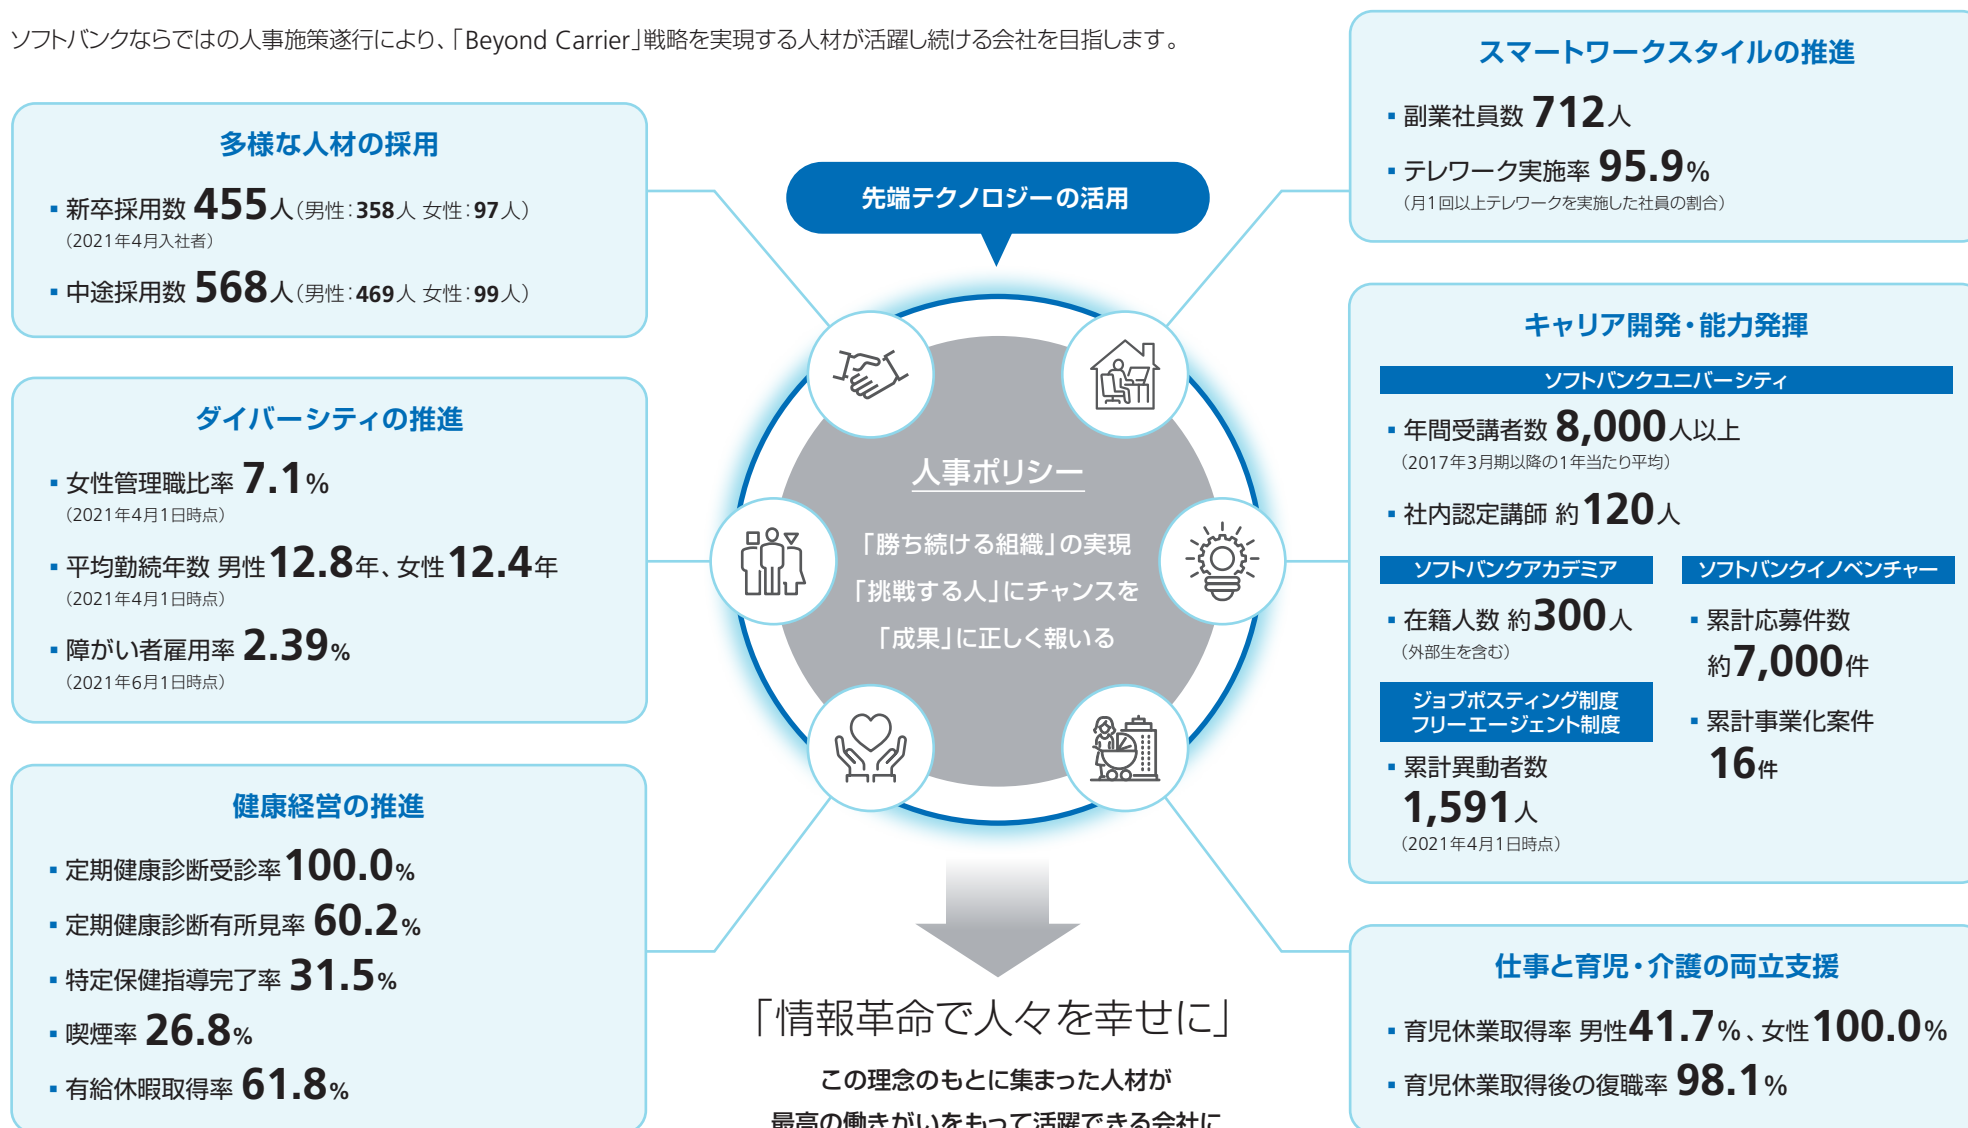 ソフトバンクならではの人事施策遂行により、「Beyond Carrier」戦略を実現する人材が活躍し続ける会社を目指します。
多様な人材の採用
▪ 新卒採用数 455人（男性：358人 女性：97人）
（2021年4月入社者）
▪ 中途採用数 568人（男性：469人 女性：99人）
ダイバーシティの推進
▪ 女性管理職比率 7.1%
（2021年4月1日時点）
▪ 平均勤続年数 男性12.8年、女性12.4年
（2021年4月1日時点）
▪ 障がい者雇用率 2.39%
（2021年6月1日時点）
健康経営の推進
▪ 定期健康診断受診率100.0%
▪ 定期健康診断有所見率 60.2%
▪ 特定保健指導完了率 31.5%
▪ 喫煙率 26.8%
▪ 有給休暇取得率 61.8%
先端テクノロジーの活用
人事ポリシー
「勝ち続ける組織」の実現
「挑戦する人」にチャンスを
「成果」に正しく報いる
「情報革命で人々を幸せに」
この理念のもとに集まった人材が
最高の働きがいをもって活躍できる会社に
スマートワークスタイルの推進
▪ 副業社員数 712人
▪ テレワーク実施率 95.9%
（月1回以上テレワークを実施した社員の割合）
キャリア開発・能力発揮
ソフトバンクユニバーシティ
▪ 年間受講者数 8,000人以上
（2017年3月期以降の1年当たり平均）
▪ 社内認定講師 約120人
ソフトバンクアカデミア
▪ 在籍人数 約300人
（外部生を含む）
ジョブポスティング制度
フリーエージェント制度
▪ 累計異動者数
1,591人
（2021年4月1日時点）
ソフトバンクイノベンチャー
▪ 累計応募件数
約7,000件
▪ 累計事業化案件
16件
仕事と育児・介護の両立支援
▪ 育児休業取得率 男性41.7%、女性100.0%
▪ 育児休業取得後の復職率 98.1%